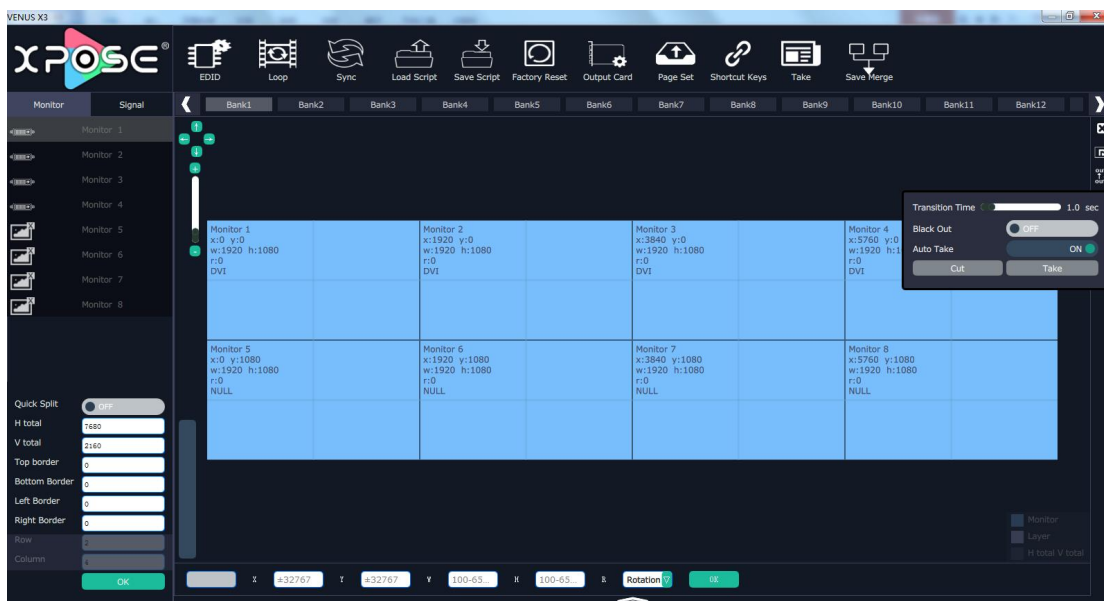 VENUS X3
XPOSE®
EDID
Loop
Sync
Load Script
Save Script
Factory Reset
Output Card
Page Set
Shortcut Keys
Take
Save Merge
Monitor
Signal
Bank1
Bank2
Bank3
Bank4
Bank5
Bank6
Bank7
Bank8
Bank9
Bank10
Bank11
Bank12
Monitor 1
Monitor 2
Monitor 3
Monitor 4
Monitor 5
Monitor 6
Monitor 7
Monitor 8
Transition Time 1.0 sec
Black Out OFF
Auto Take ON
Cut
Take
Monitor 1
x:0 y:0
w:1920 h:1080
r:0
DVI
Monitor 2
x:1920 y:0
w:1920 h:1080
r:0
DVI
Monitor 3
x:3840 y:0
w:1920 h:1080
r:0
DVI
Monitor 4
x:5760 y:0
w:1920 h:1
r:0
DVI
Monitor 5
x:0 y:1080
w:1920 h:1080
r:0
NULL
Monitor 6
x:1920 y:1080
w:1920 h:1080
r:0
NULL
Monitor 7
x:3840 y:1080
w:1920 h:1080
r:0
NULL
Monitor 8
x:5760 y:1080
w:1920 h:1080
r:0
NULL
Quick Split OFF
H total 7680
V total 2160
Top border 0
Bottom Border 0
Left Border 0
Right Border 0
Row 2
Column 4
OK
Monitor
Layer
H total V total
X ±32767 Y ±32767 W 100-65... H 100-65... R Rotation OK